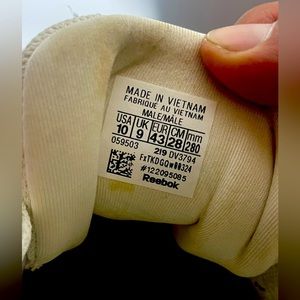 MADE IN VIETNAM
FABRIQUE AU VIETNAM
MALE/MÂLE
USA UK EUR CM mm
10 9 43 28 280
059503 219 DV3794
#122095085
Reebok